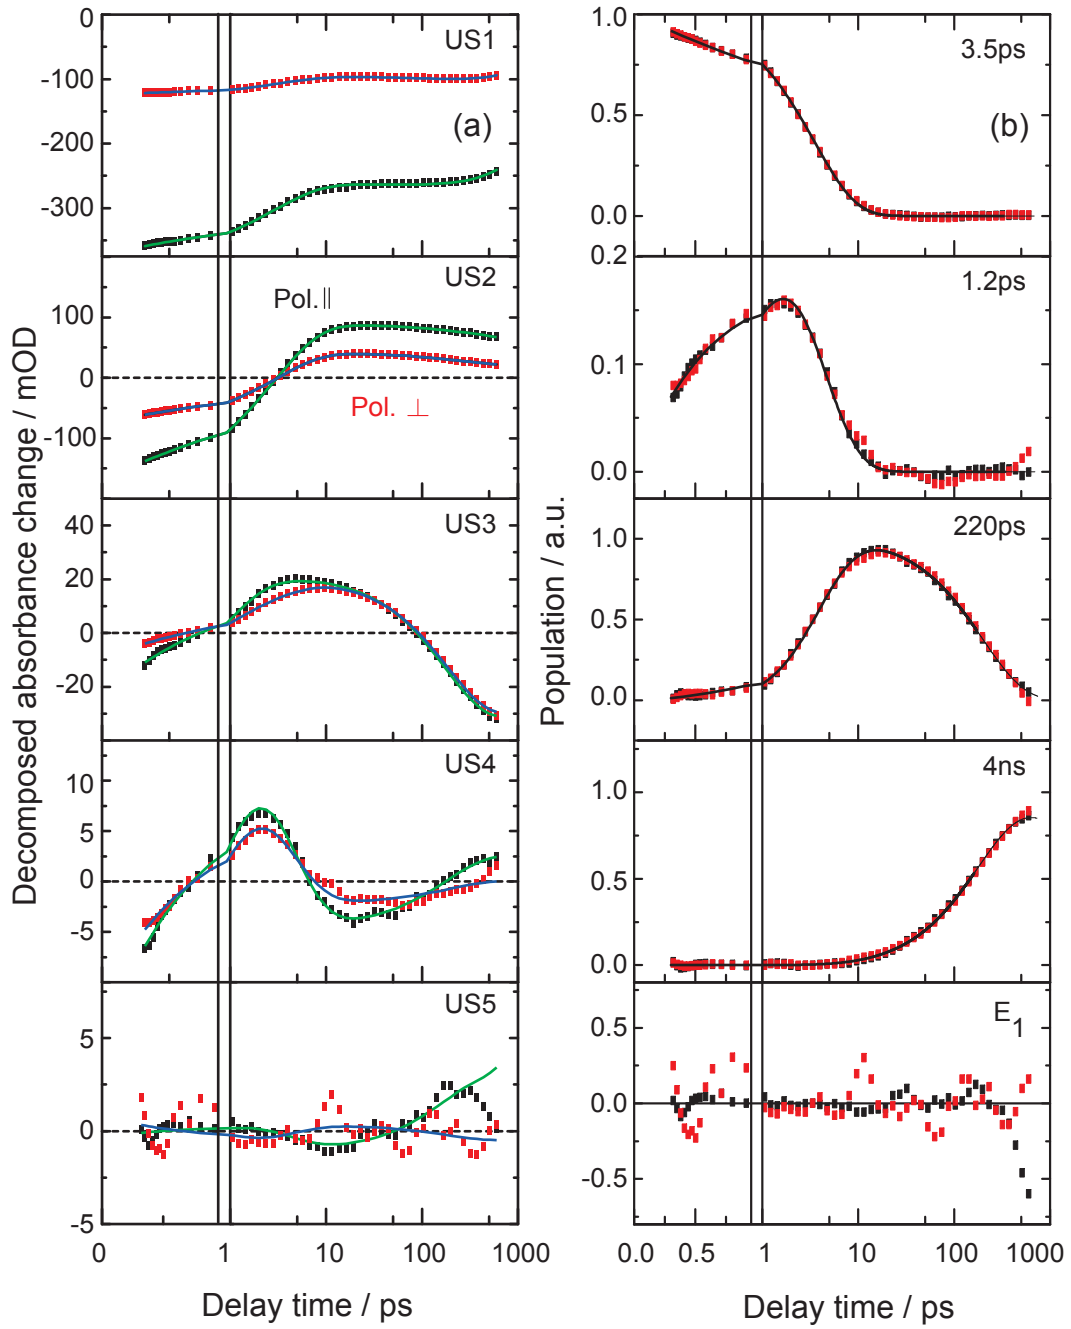 0
US1
-100
(a)
-200
-300
US2
100
Pol. ||
0
Pol. ⊥
-100
US3
40
20
0
-20
US4
10
5
0
-5
US5
5
0
-5
0
1
10
100
1000
Delay time / ps
Decomposed absorbance change / mOD
1.0
3.5ps
(b)
0.5
0.0
0.2
1.2ps
0.1
0.0
220ps
1.0
0.5
0.0
4ns
1.0
0.5
0.0
E1
0.5
0.0
-0.5
0.0
0.5
1
10
100
1000
Delay time / ps
Population / a.u.